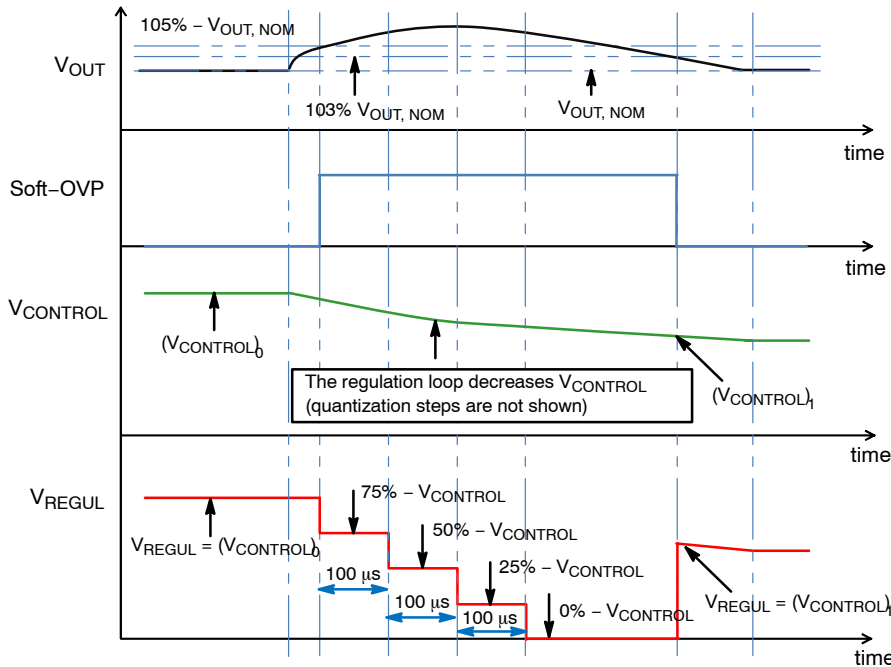 105% – VOUT, NOM
VOUT
103% VOUT, NOM
VOUT, NOM
time
Soft–OVP
time
VCONTROL
(VCONTROL)0
The regulation loop decreases VCONTROL
(quantization steps are not shown)
(VCONTROL)1
time
VREGUL
75% – VCONTROL
50% – VCONTROL
VREGUL = (VCONTROL)0
25% – VCONTROL
100 µs
100 µs
100 µs
0% – VCONTROL
VREGUL = (VCONTROL)1
time